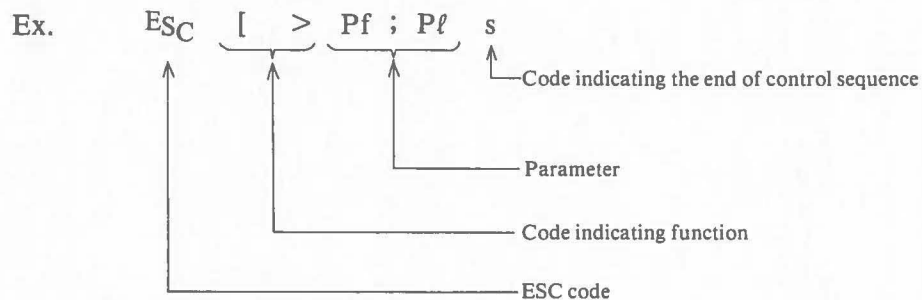 Ex. ESC [ > Pf ; Pℓ s
Code indicating the end of control sequence
Parameter
Code indicating function
ESC code